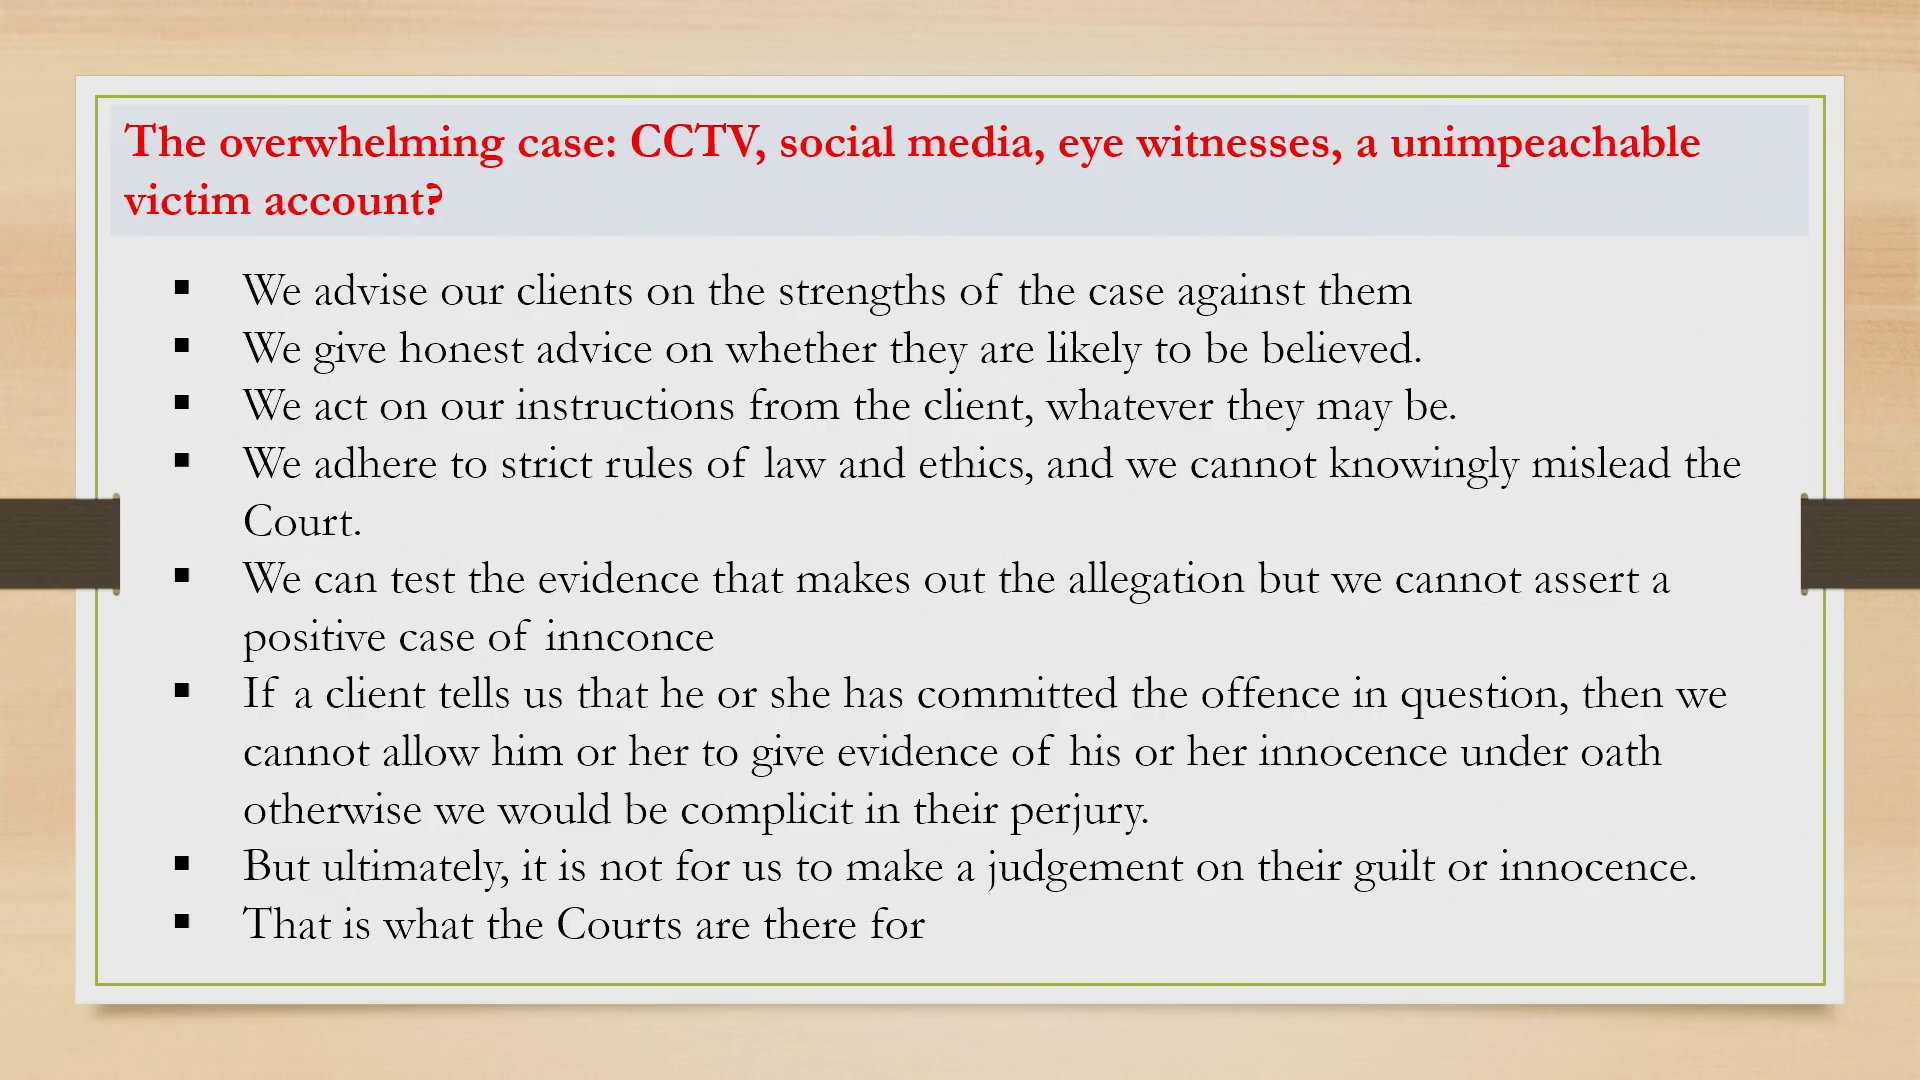 The overwhelming case: CCTV, social media, eye witnesses, a unimpeachable
victim account?
▪ We advise our clients on the strengths of the case against them
▪ We give honest advice on whether they are likely to be believed.
▪ We act on our instructions from the client, whatever they may be.
▪ We adhere to strict rules of law and ethics, and we cannot knowingly mislead the
Court.
▪ We can test the evidence that makes out the allegation but we cannot assert a
positive case of innconce
▪ If a client tells us that he or she has committed the offence in question, then we
cannot allow him or her to give evidence of his or her innocence under oath
otherwise we would be complicit in their perjury.
▪ But ultimately, it is not for us to make a judgement on their guilt or innocence.
▪ That is what the Courts are there for